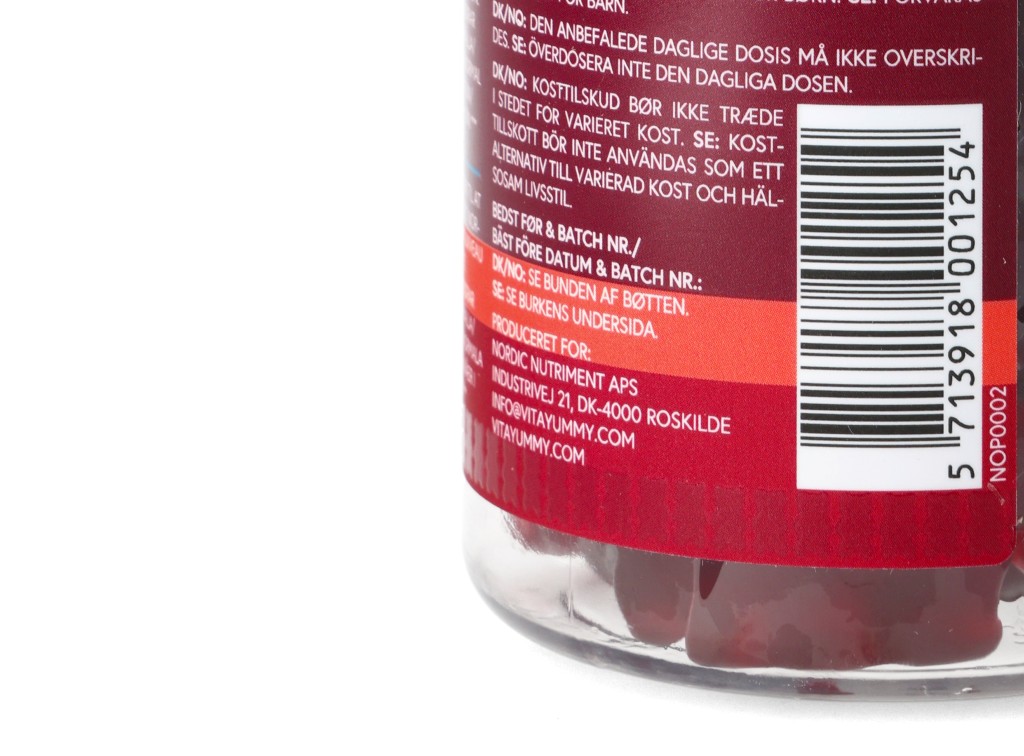 FOR BARN.
DK/NO: DEN ANBEFALEDE DAGLIGE DOSIS MÅ IKKE OVERSKRI-
DES. SE: ÖVERDOSERA INTE DEN DAGLIGA DOSEN.
DK/NO: KOSTTILSKUD BØR IKKE TRÆDE
I STEDET FOR VARIERET KOST. SE: KOST-
TILLSKOTT BÖR INTE ANVÄNDAS SOM ETT
ALTERNATIV TILL VARIERAD KOST OCH HÄL-
SOSAM LIVSSTIL.
BEDST FØR & BATCH NR./
BÄST FÖRE DATUM & BATCH NR.:
DK/NO: SE BUNDEN AF BØTTEN.
SE: SE BURKENS UNDERSIDA.
PRODUCERET FOR:
NORDIC NUTRIMENT APS
INDUSTRIVEJ 21, DK-4000 ROSKILDE
INFO@VITAYUMMY.COM
VITAYUMMY.COM
5 713918 001254
NOP0002